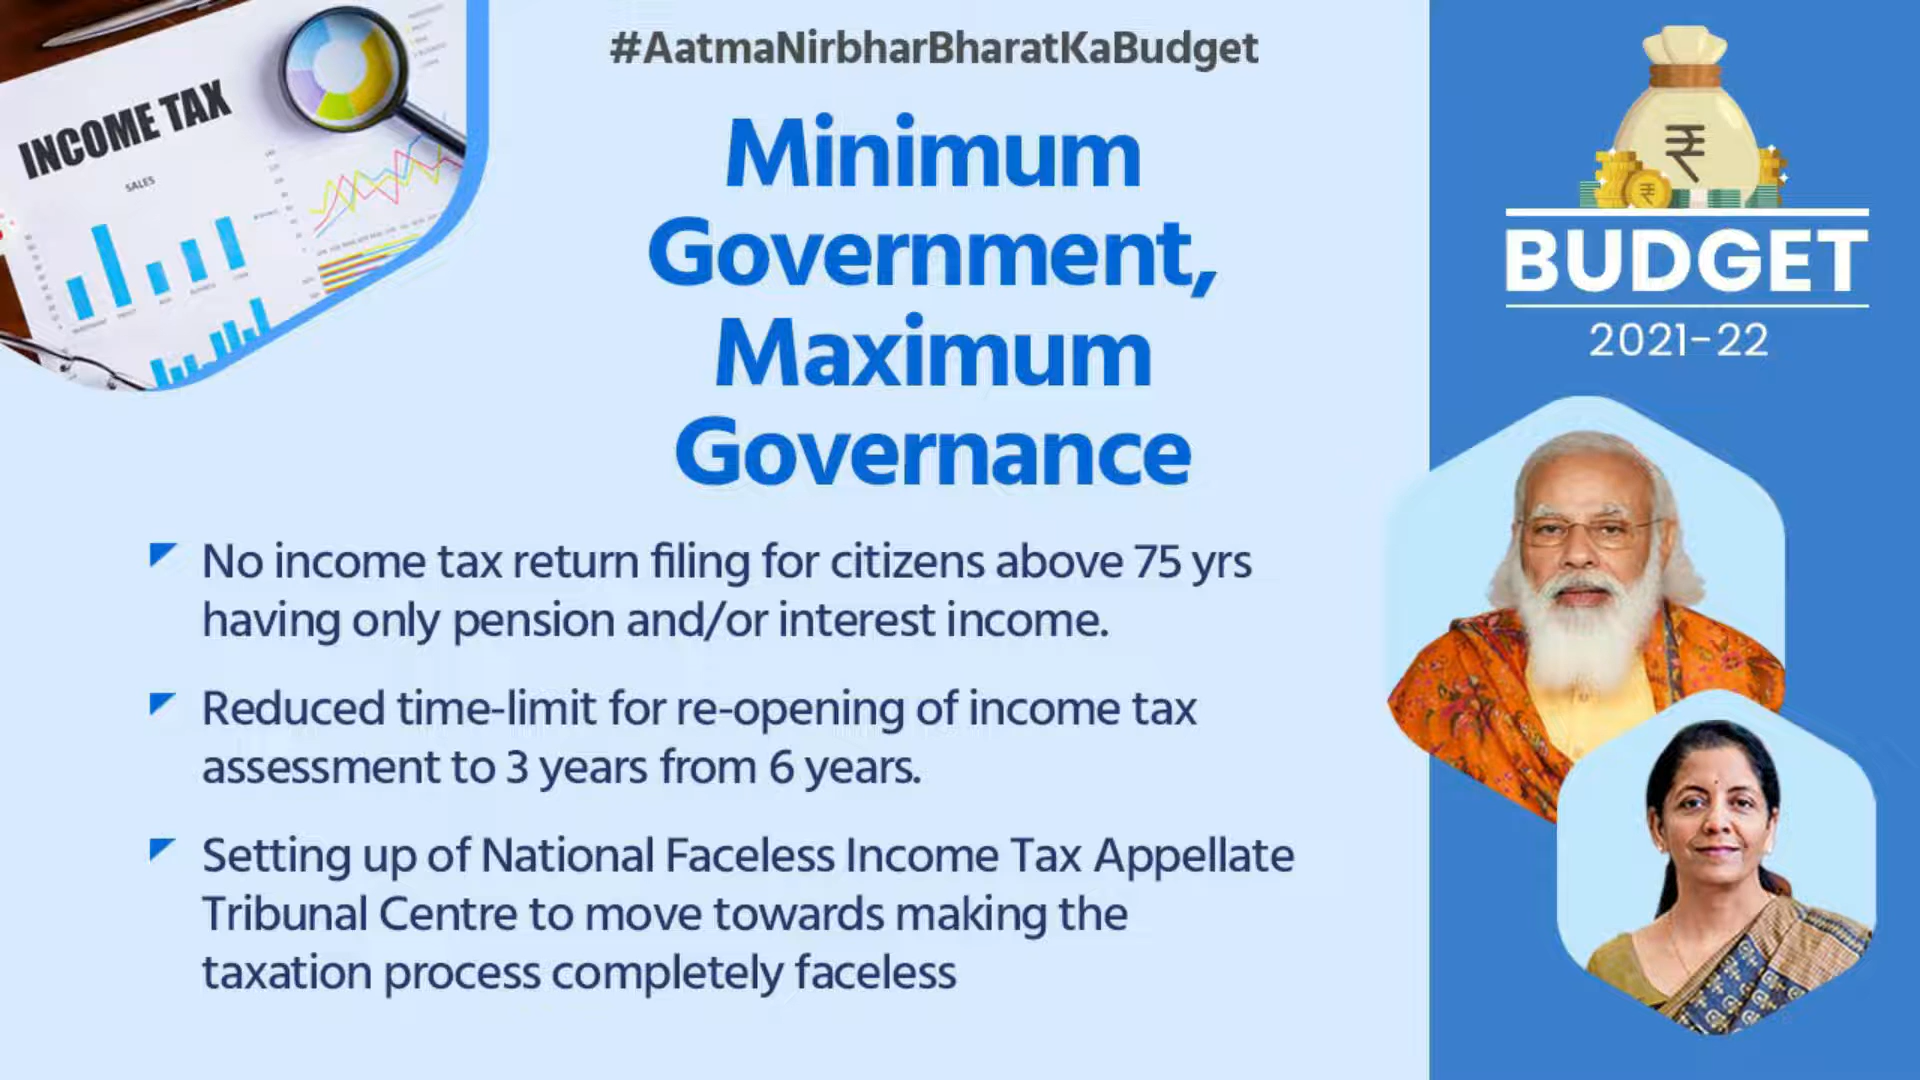 #AatmaNirbharBharatKaBudget
Minimum
Government,
Maximum
Governance
No income tax return filing for citizens above 75 yrs
having only pension and/or interest income.
Reduced time-limit for re-opening of income tax
assessment to 3 years from 6 years.
Setting up of National Faceless Income Tax Appellate
Tribunal Centre to move towards making the
taxation process completely faceless
INCOME TAX
SALES
₹
₹
BUDGET
2021-22